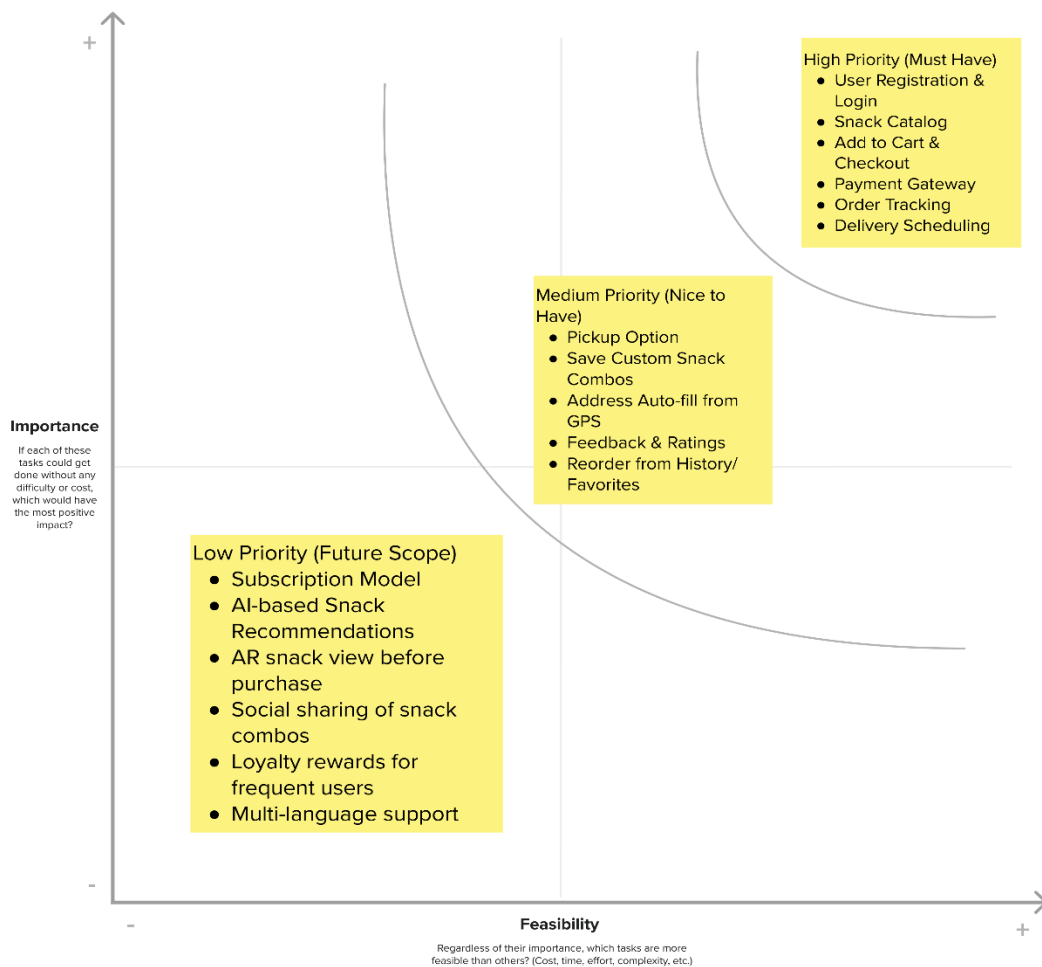 +
High Priority (Must Have)
● User Registration &
Login
● Snack Catalog
● Add to Cart &
Checkout
● Payment Gateway
● Order Tracking
● Delivery Scheduling
Medium Priority (Nice to
Have)
● Pickup Option
● Save Custom Snack
Combos
● Address Auto-fill from
GPS
● Feedback & Ratings
● Reorder from History/
Favorites
Importance
If each of these
tasks could get
done without any
difficulty or cost,
which would have
the most positive
impact?
Low Priority (Future Scope)
● Subscription Model
● AI-based Snack
Recommendations
● AR snack view before
purchase
● Social sharing of snack
combos
● Loyalty rewards for
frequent users
● Multi-language support
-
-
Feasibility
+
Regardless of their importance, which tasks are more
feasible than others? (Cost, time, effort, complexity, etc.)